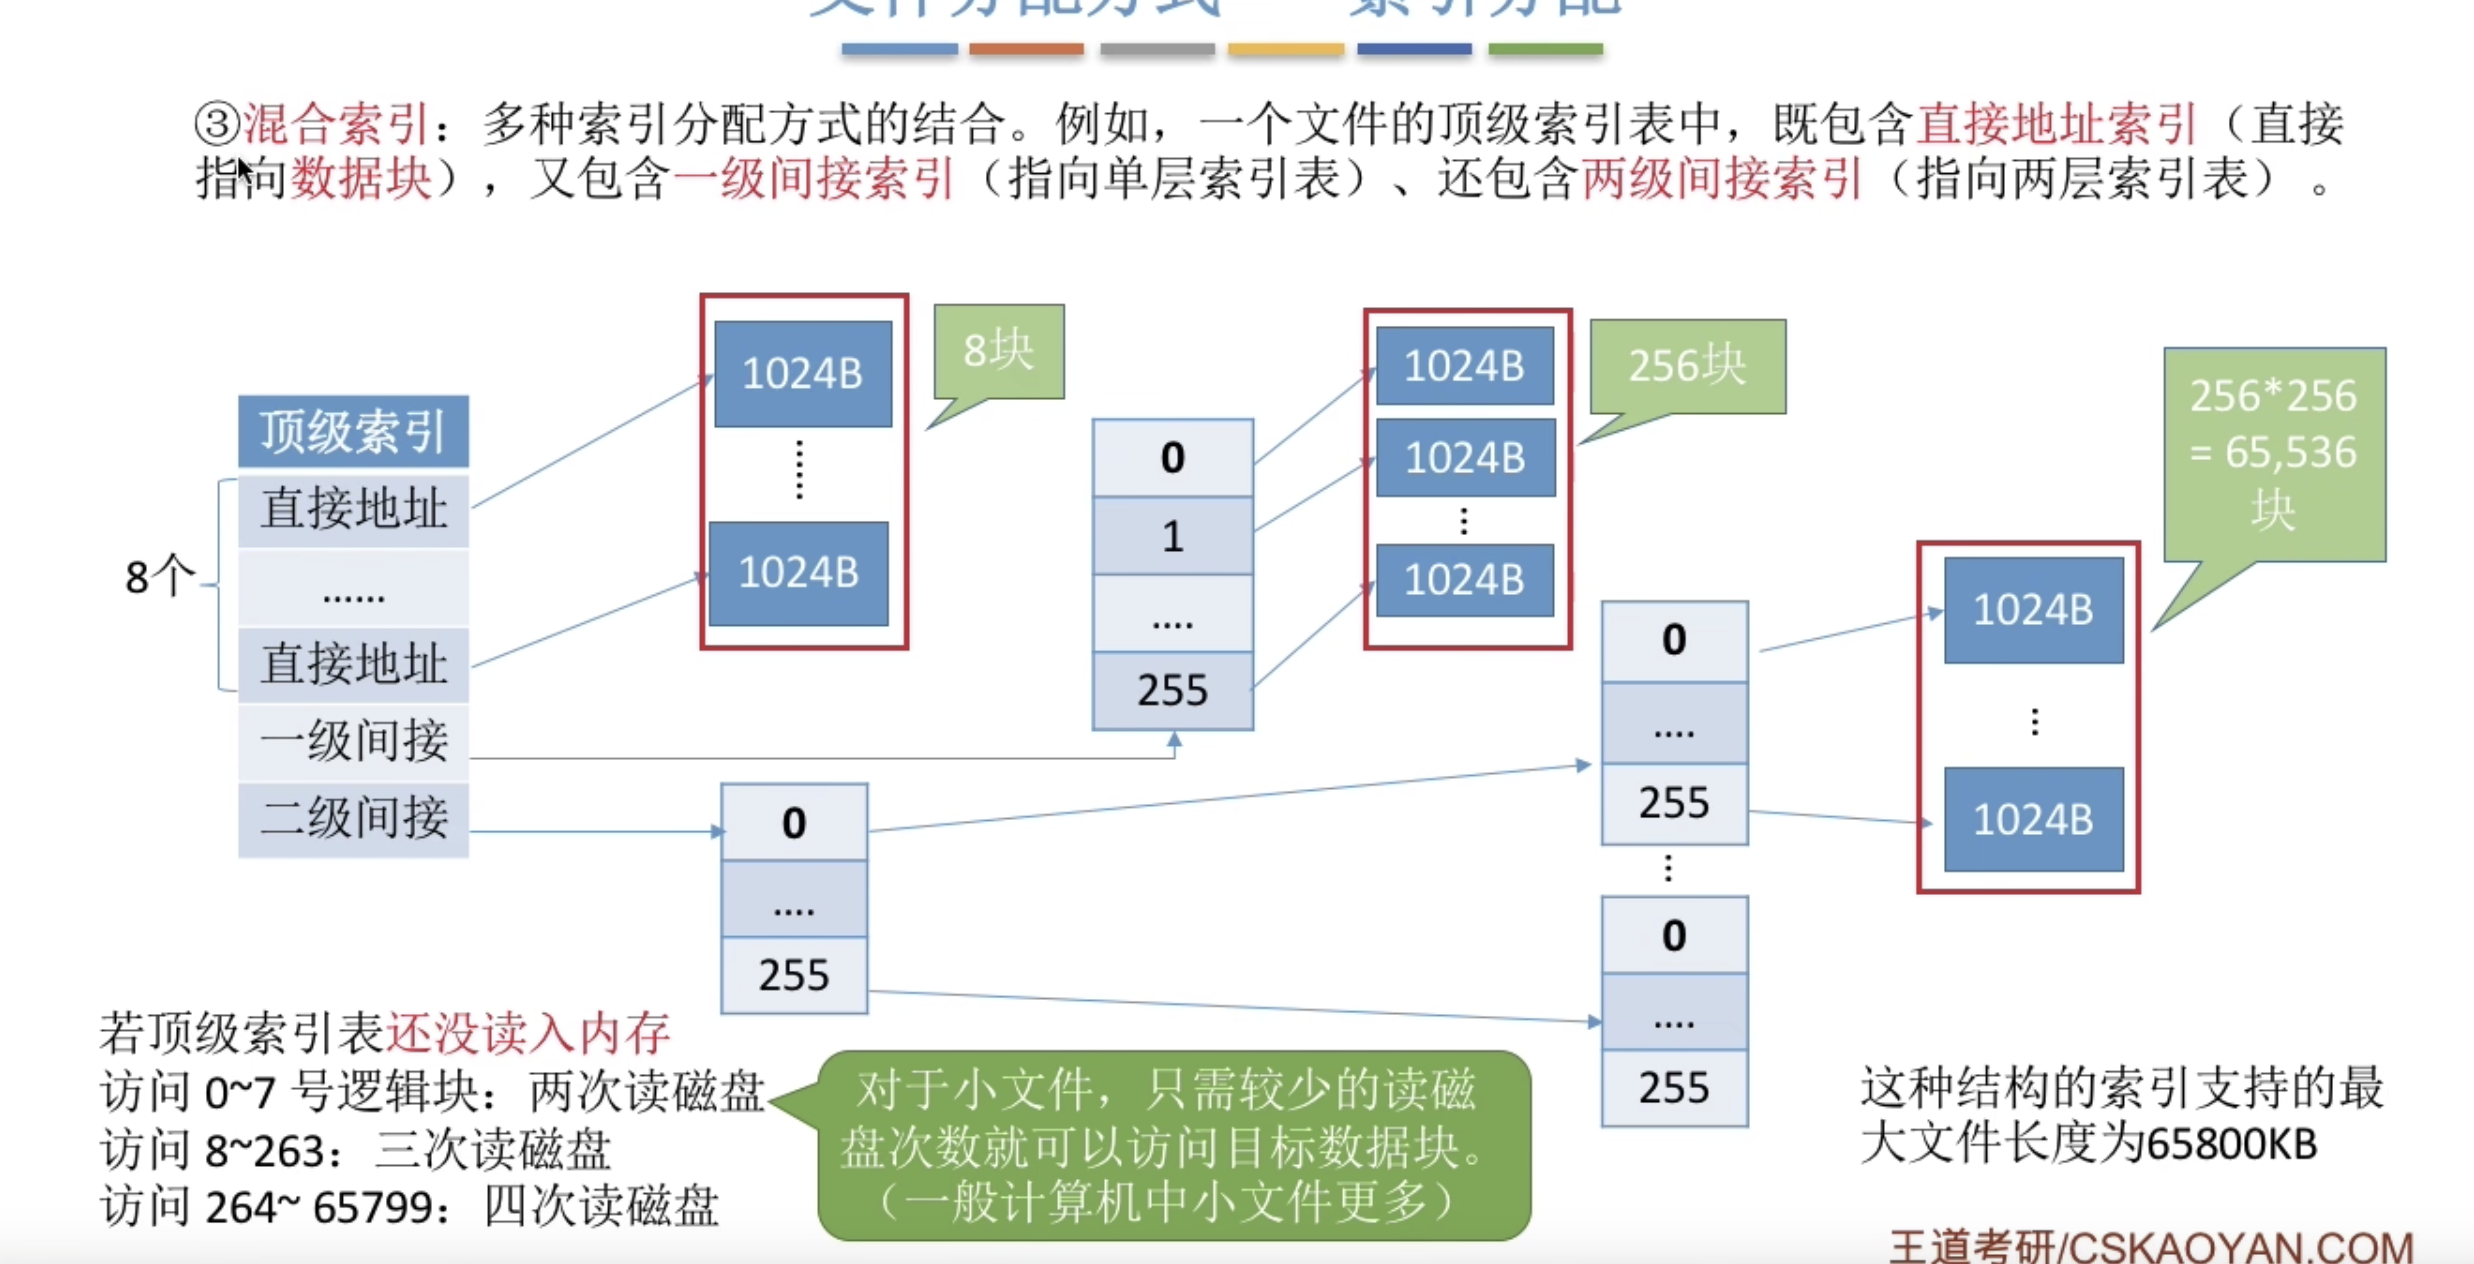 文件分配方式 索引分配
③混合索引：多种索引分配方式的结合。例如，一个文件的顶级索引表中，既包含直接地址索引（直接
指向数据块），又包含一级间接索引（指向单层索引表）、还包含两级间接索引（指向两层索引表）。
顶级索引
直接地址
......
直接地址
一级间接
二级间接
8个
1024B
1024B
8块
0
1
....
255
1024B
1024B
1024B
256块
0
....
255
0
....
255
0
....
255
1024B
1024B
256*256
= 65,536
块
若顶级索引表还没读入内存
访问 0~7 号逻辑块：两次读磁盘
访问 8~263：三次读磁盘
访问 264~ 65799：四次读磁盘
对于小文件，只需较少的读磁
盘次数就可以访问目标数据块。
（一般计算机中小文件更多）
这种结构的索引支持的最
大文件长度为65800KB
王道考研/CSKAOYAN.COM